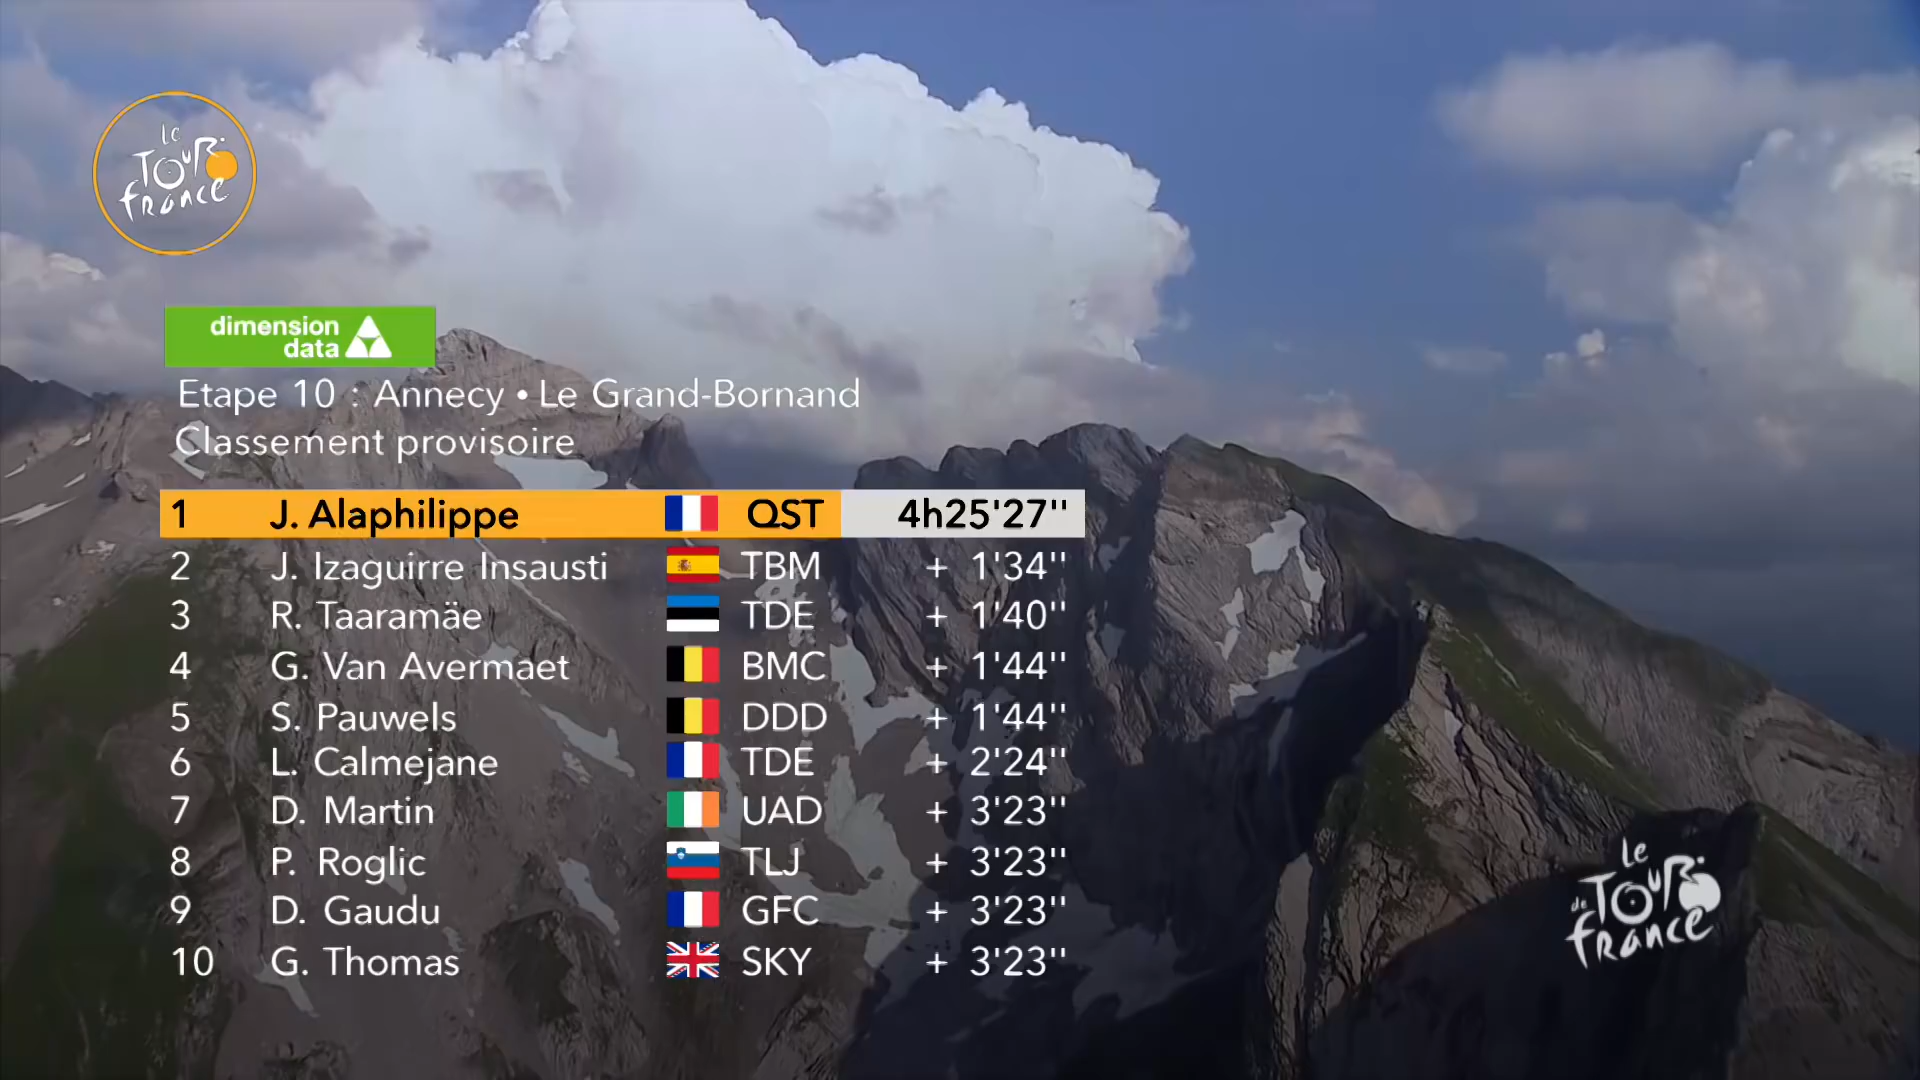 Le
Tour
France
dimension
data
Etape 10 : Annecy • Le Grand-Bornand
Classement provisoire
1 J. Alaphilippe QST 4h25'27''
2 J. Izaguirre Insausti TBM + 1'34''
3 R. Taaramäe TDE + 1'40''
4 G. Van Avermaet BMC + 1'44''
5 S. Pauwels DDD + 1'44''
6 L. Calmejane TDE + 2'24''
7 D. Martin UAD + 3'23''
8 P. Roglic TLJ + 3'23''
9 D. Gaudu GFC + 3'23''
10 G. Thomas SKY + 3'23''
Le
Tour
de
France